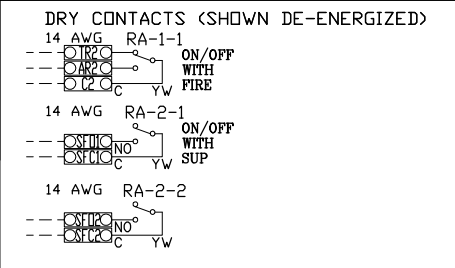 DRY CONTACTS (SHOWN DE-ENERGIZED)
14 AWG RA-1-1
TR2
AR2
C2
C YW
ON/OFF
WITH
FIRE
14 AWG RA-2-1
SFO1
SFC1
NO
C YW
ON/OFF
WITH
SUP
14 AWG RA-2-2
SFO2
SFC2
NO
C YW